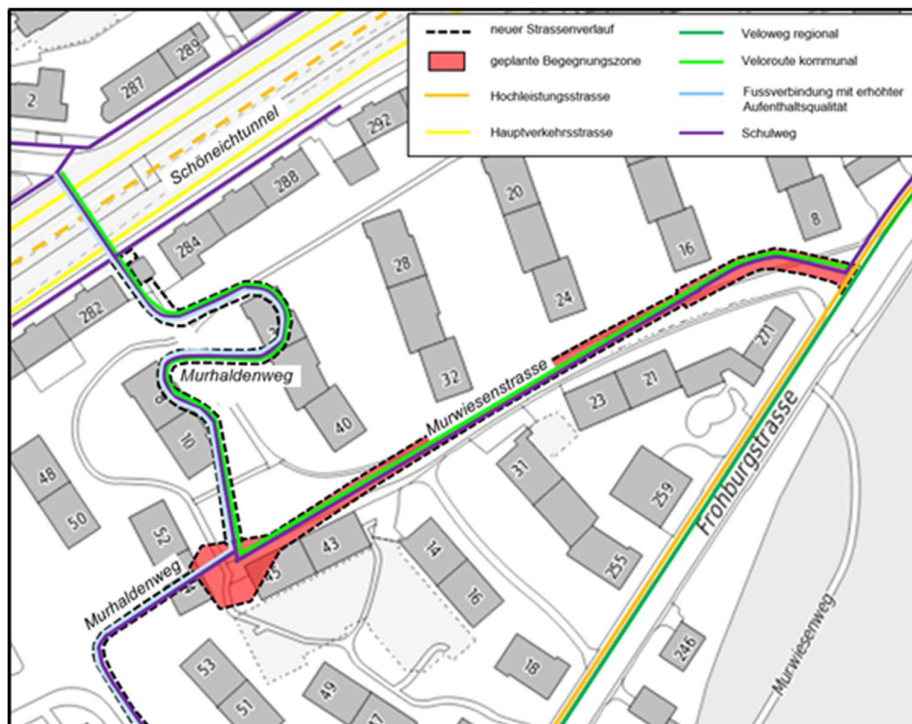 neuer Strassenverlauf
geplante Begegnungszone
Hochleistungsstrasse
Hauptverkehrsstrasse
Veloweg regional
Veloroute kommunal
Fussverbindung mit erhöhter
Aufenthaltsqualität
Schulweg
2
287
289
Schöneichtunnel
292
288
284
282
20
16
8
28
24
32
Murhaldenweg
40
10
Murwiesenstrasse
271
23
21
48
50
31
259
Frohburgstrasse
255
52
43
45
14
16
Murhaldenweg
53
51
49
18
246
Murwiesenweg